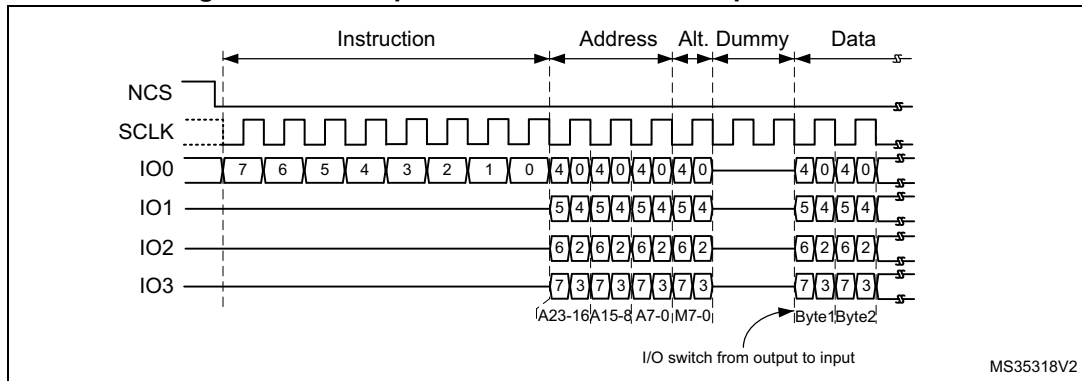 Instruction Address Alt. Dummy Data
NCS
SCLK
IO0 7 6 5 4 3 2 1 0 4 0 4 0 4 0 4 0 4 0 4 0
IO1 5 4 5 4 5 4 5 4 5 4 5 4
IO2 6 2 6 2 6 2 6 2 6 2 6 2
IO3 7 3 7 3 7 3 7 3 7 3 7 3
A23-16 A15-8 A7-0 M7-0 Byte1 Byte2
I/O switch from output to input
MS35318V2